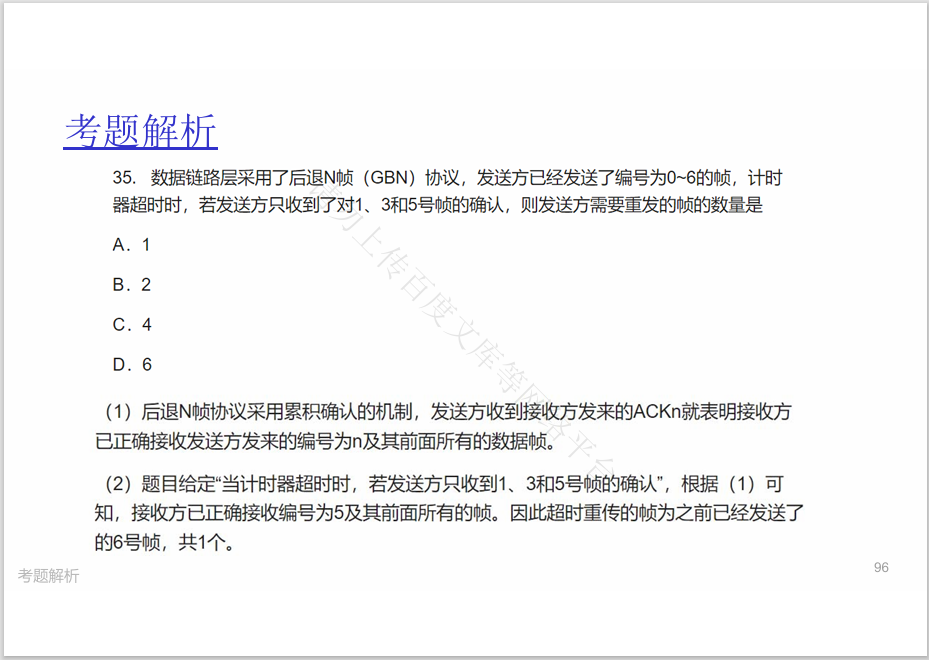 考题解析
35. 数据链路层采用了后退N帧（GBN）协议，发送方已经发送了编号为0~6的帧，计时
器超时时，若发送方只收到了对1、3和5号帧的确认，则发送方需要重发的帧的数量是
A. 1
B. 2
C. 4
D. 6
（1）后退N帧协议采用累积确认的机制，发送方收到接收方发来的ACKn就表明接收方
已正确接收发送方发来的编号为n及其前面所有的数据帧。
（2）题目给定“当计时器超时时，若发送方只收到1、3和5号帧的确认”，根据（1）可
知，接收方已正确接收编号为5及其前面所有的帧。因此超时重传的帧为之前已经发送了
的6号帧，共1个。
请勿上传百度文库等网络平台
考题解析
96